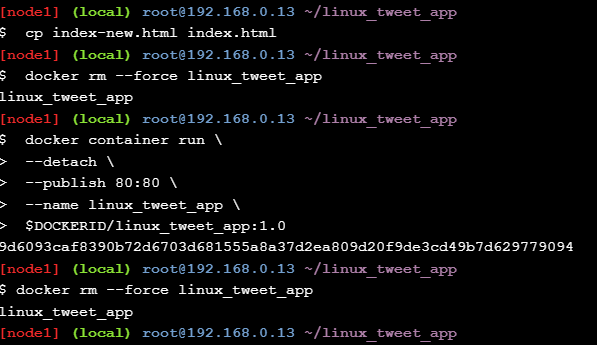 [node1] (local) root@192.168.0.13 ~/linux_tweet_app
$  cp index-new.html index.html
[node1] (local) root@192.168.0.13 ~/linux_tweet_app
$  docker rm --force linux_tweet_app
linux_tweet_app
[node1] (local) root@192.168.0.13 ~/linux_tweet_app
$  docker container run \
>  --detach \
>  --publish 80:80 \
>  --name linux_tweet_app \
>  $DOCKERID/linux_tweet_app:1.0
9d6093caf8390b72d6703d681555a8a37d2ea809d20f9de3cd49b7d629779094
[node1] (local) root@192.168.0.13 ~/linux_tweet_app
$ docker rm --force linux_tweet_app
linux_tweet_app
[node1] (local) root@192.168.0.13 ~/linux_tweet_app